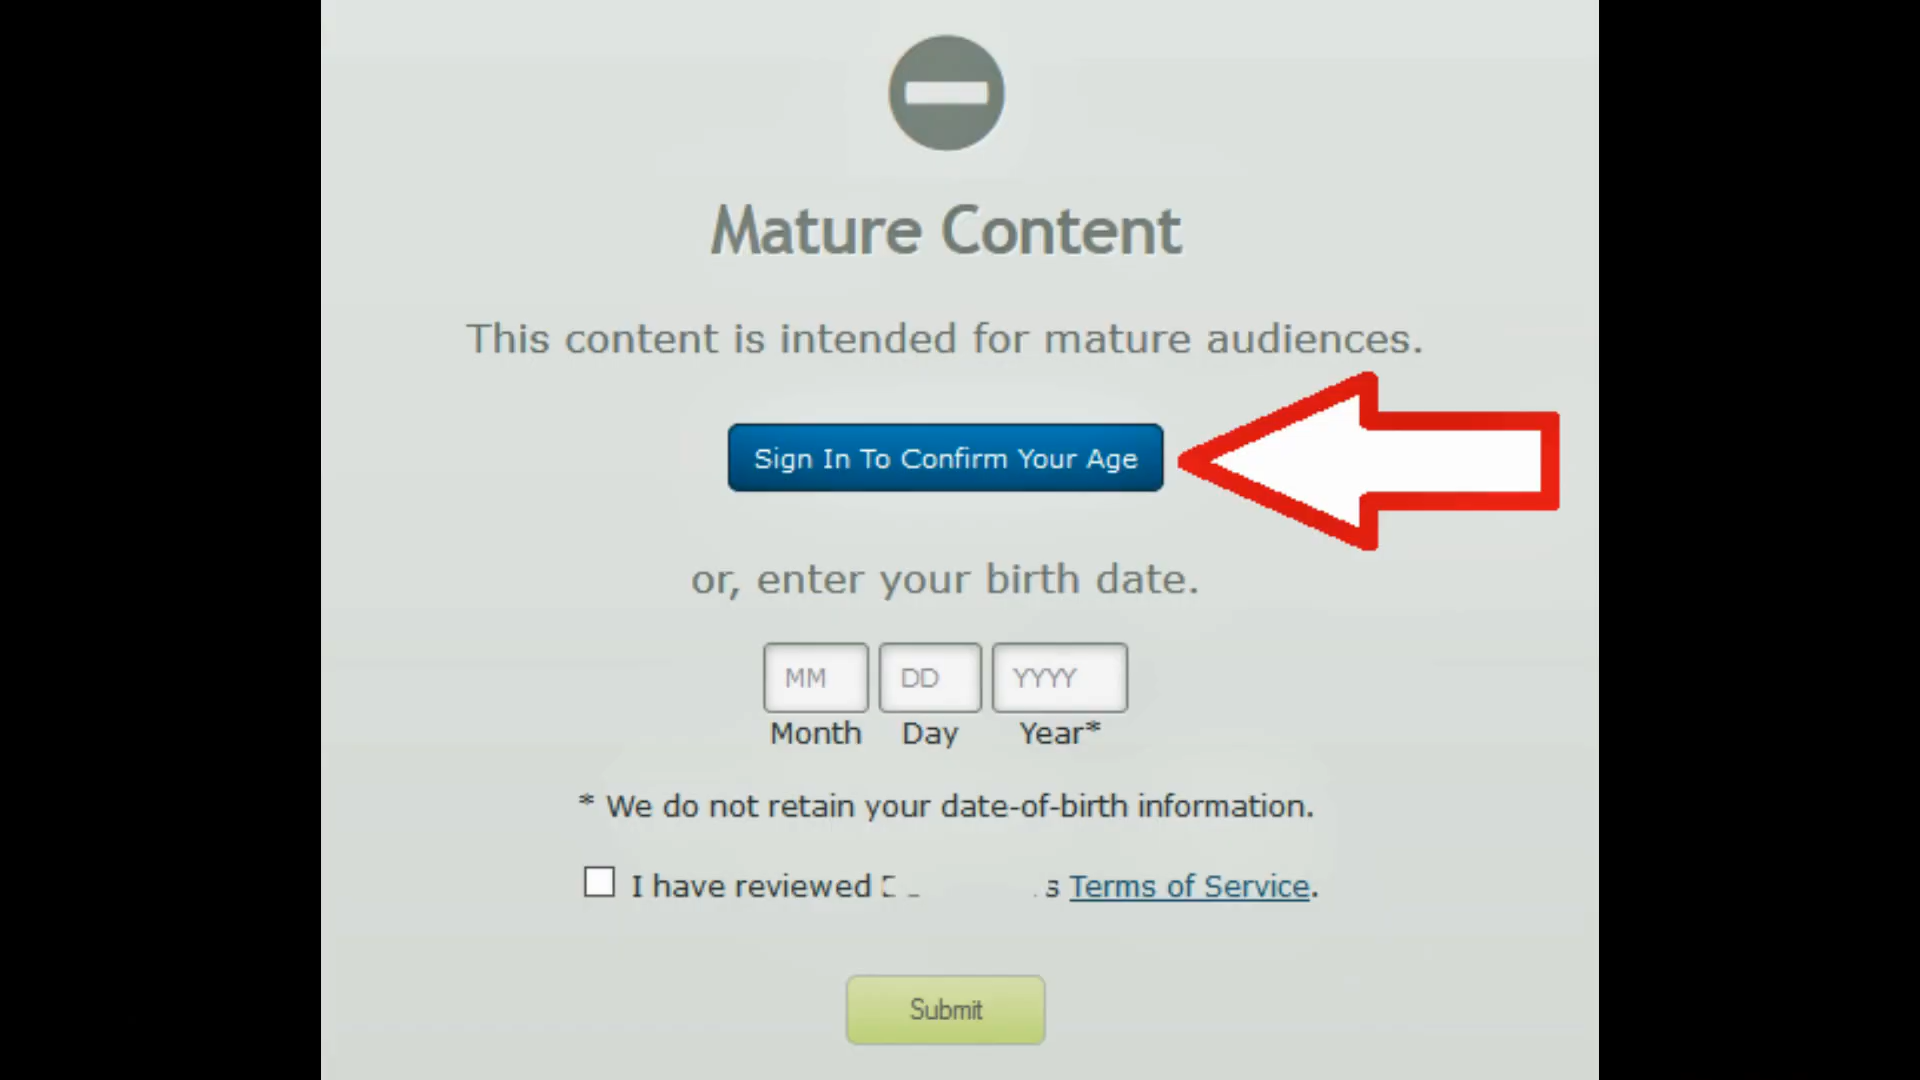 Mature Content
This content is intended for mature audiences.
Sign In To Confirm Your Age
or, enter your birth date.
MM DD YYYY
Month Day Year*
* We do not retain your date-of-birth information.
I have reviewed s Terms of Service.
Submit